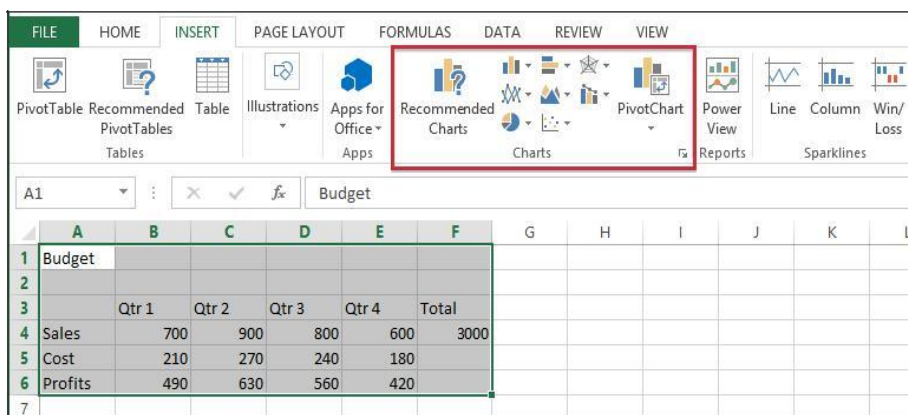 FILE HOME INSERT PAGE LAYOUT FORMULAS DATA REVIEW VIEW
PivotTable Recommended PivotTables Table Illustrations Apps for Office Recommended Charts PivotChart Power View Line Column Win/ Loss
Tables Apps Charts Reports Sparklines
A1 fx Budget
A B C D E F G H I J K L
1 Budget
2
3 Qtr 1 Qtr 2 Qtr 3 Qtr 4 Total
4 Sales 700 900 800 600 3000
5 Cost 210 270 240 180
6 Profits 490 630 560 420
7